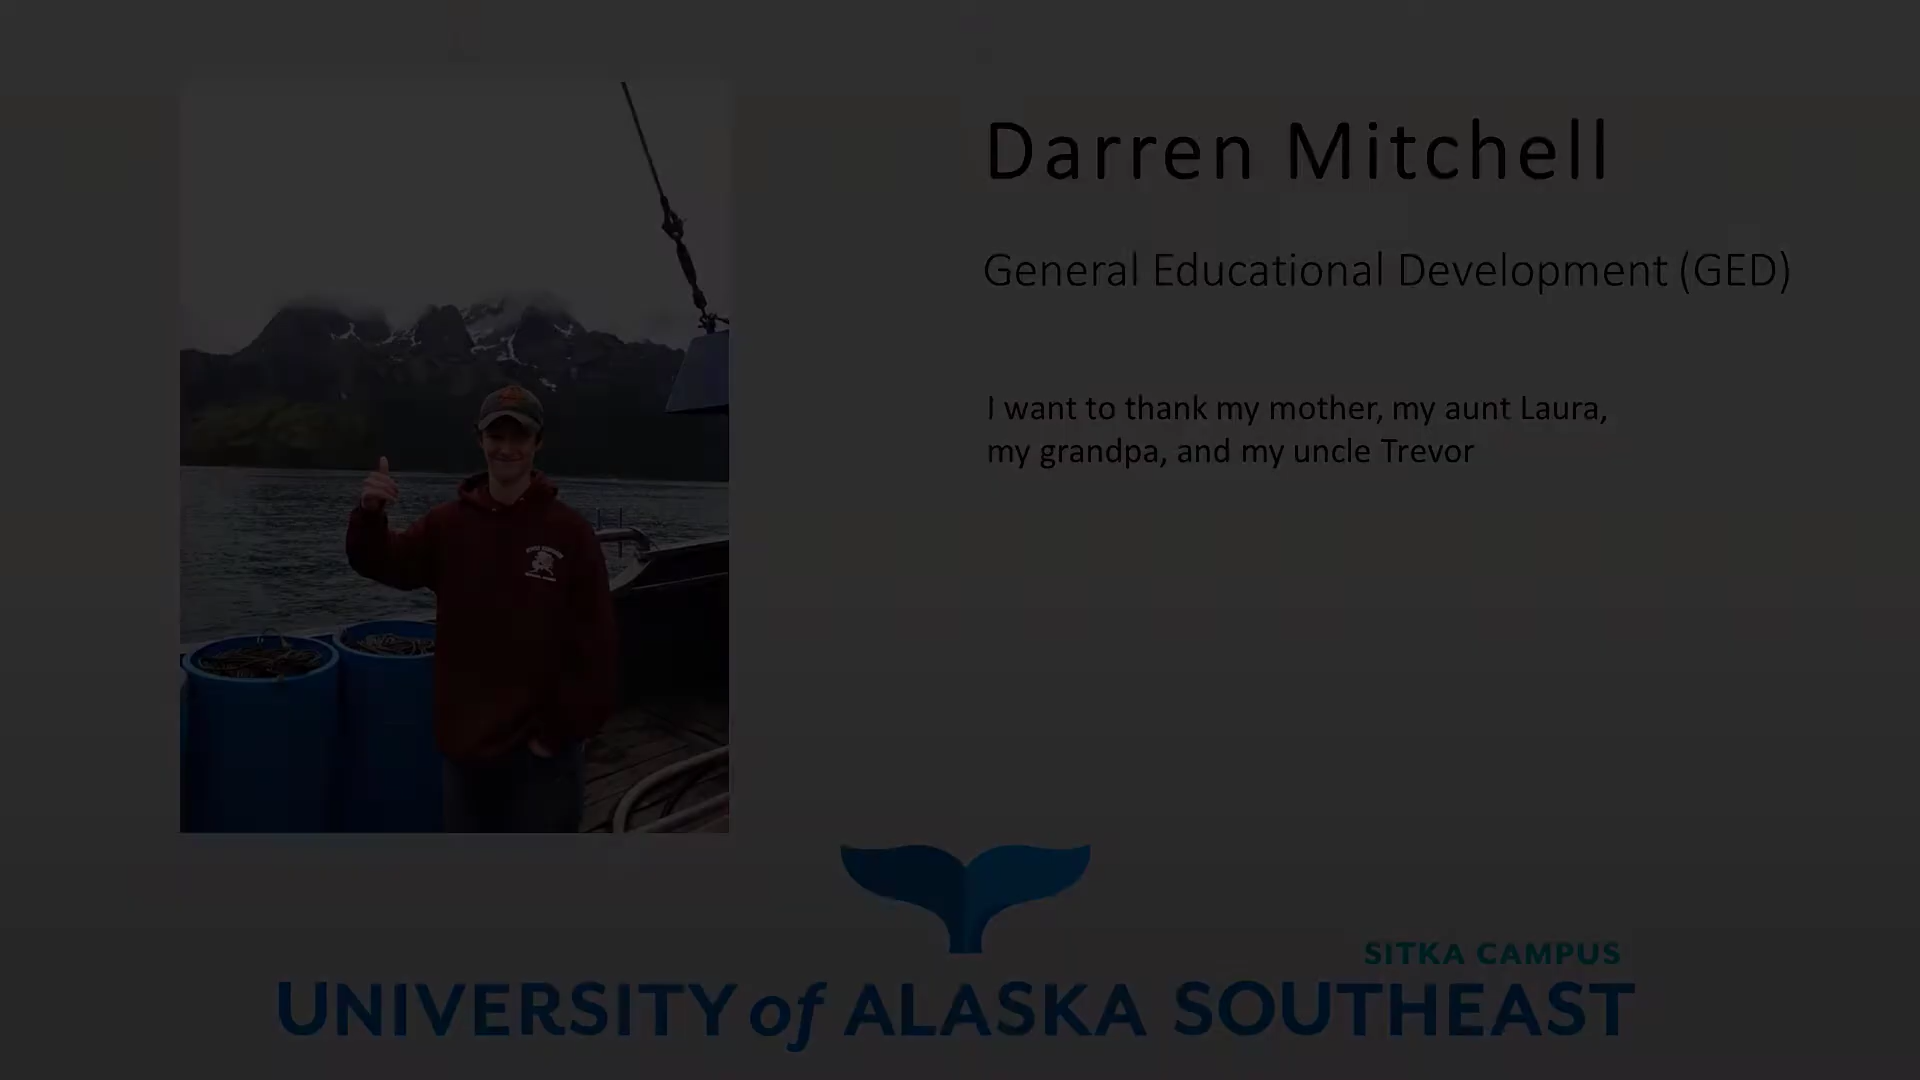 Darren Mitchell
General Educational Development (GED)
I want to thank my mother, my aunt Laura,
my grandpa, and my uncle Trevor
SITKA CAMPUS
UNIVERSITY of ALASKA SOUTHEAST